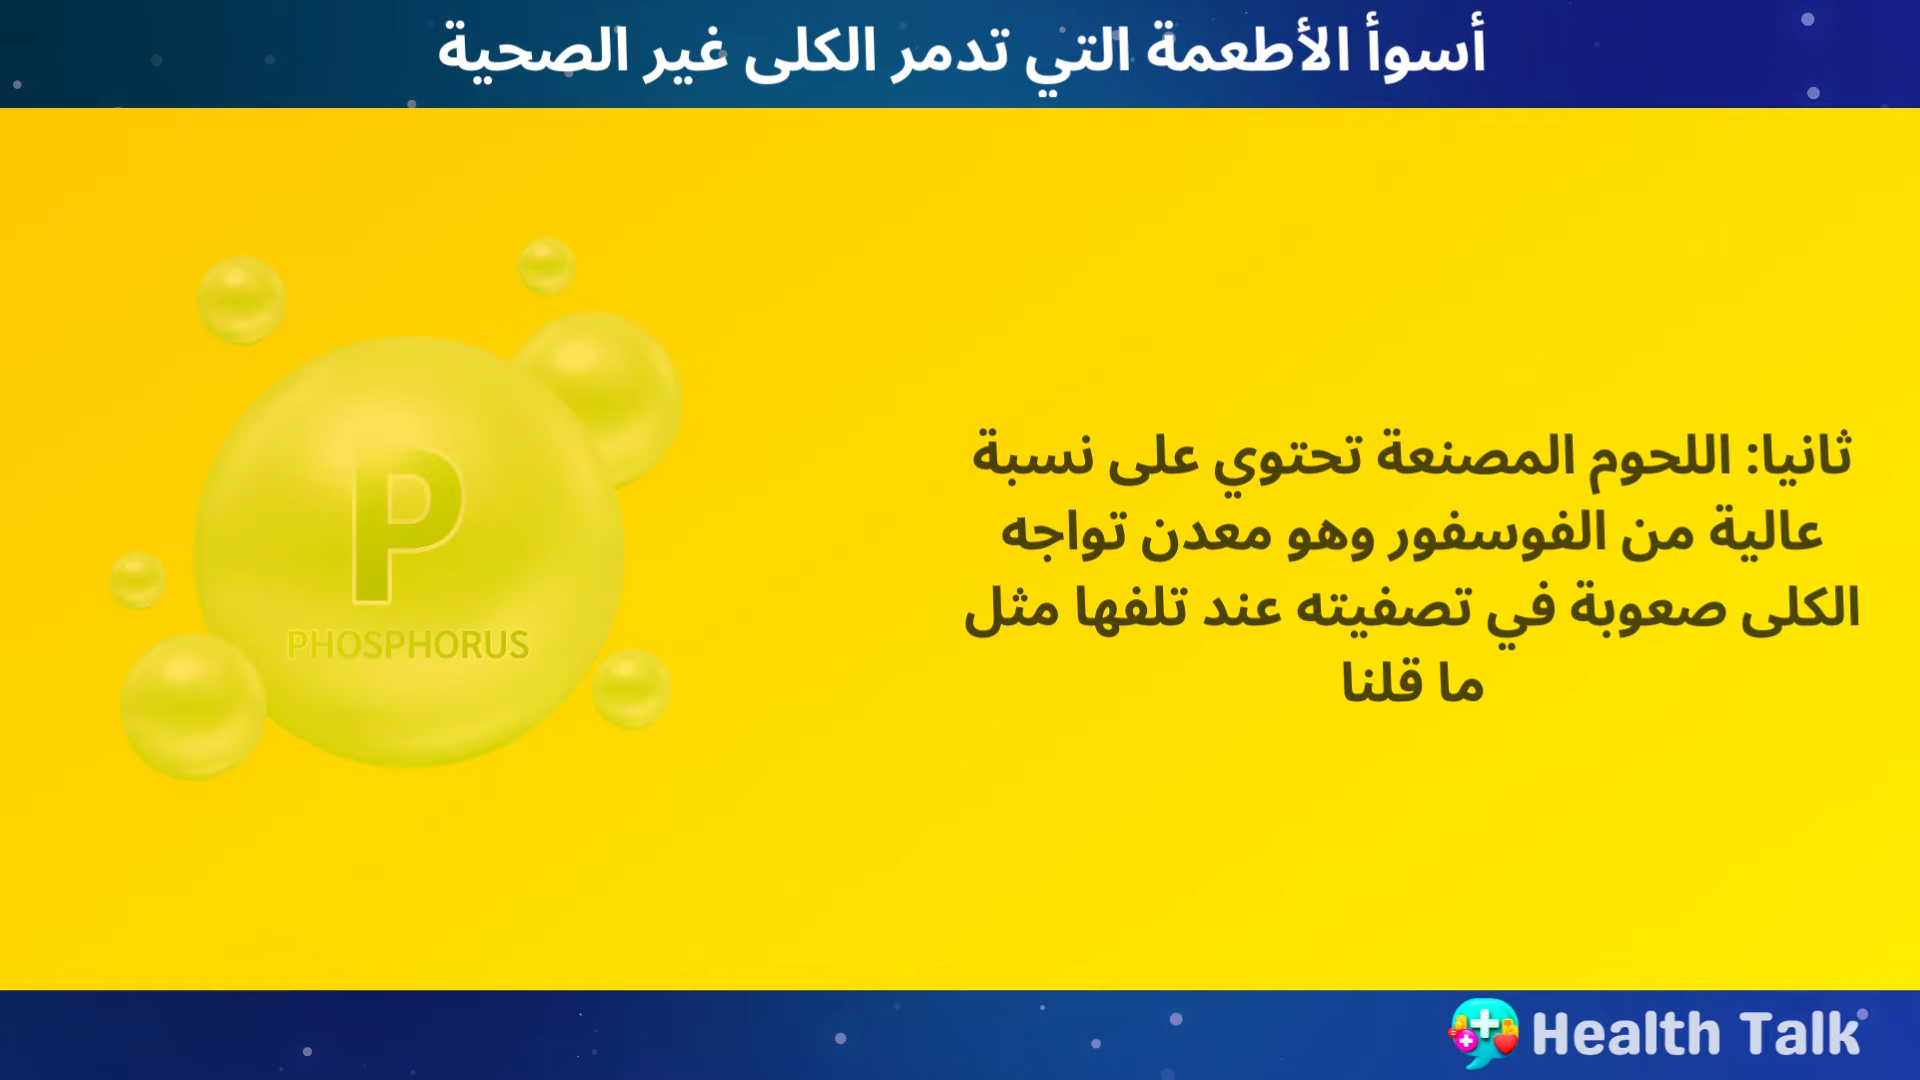 أسوأ الأطعمة التي تدمر الكلى غير الصحية
ثانيا: اللحوم المصنعة تحتوي على نسبة
عالية من الفوسفور وهو معدن تواجه
الكلى صعوبة في تصفيته عند تلفها مثل
ما قلنا
P
PHOSPHORUS
Health Talk